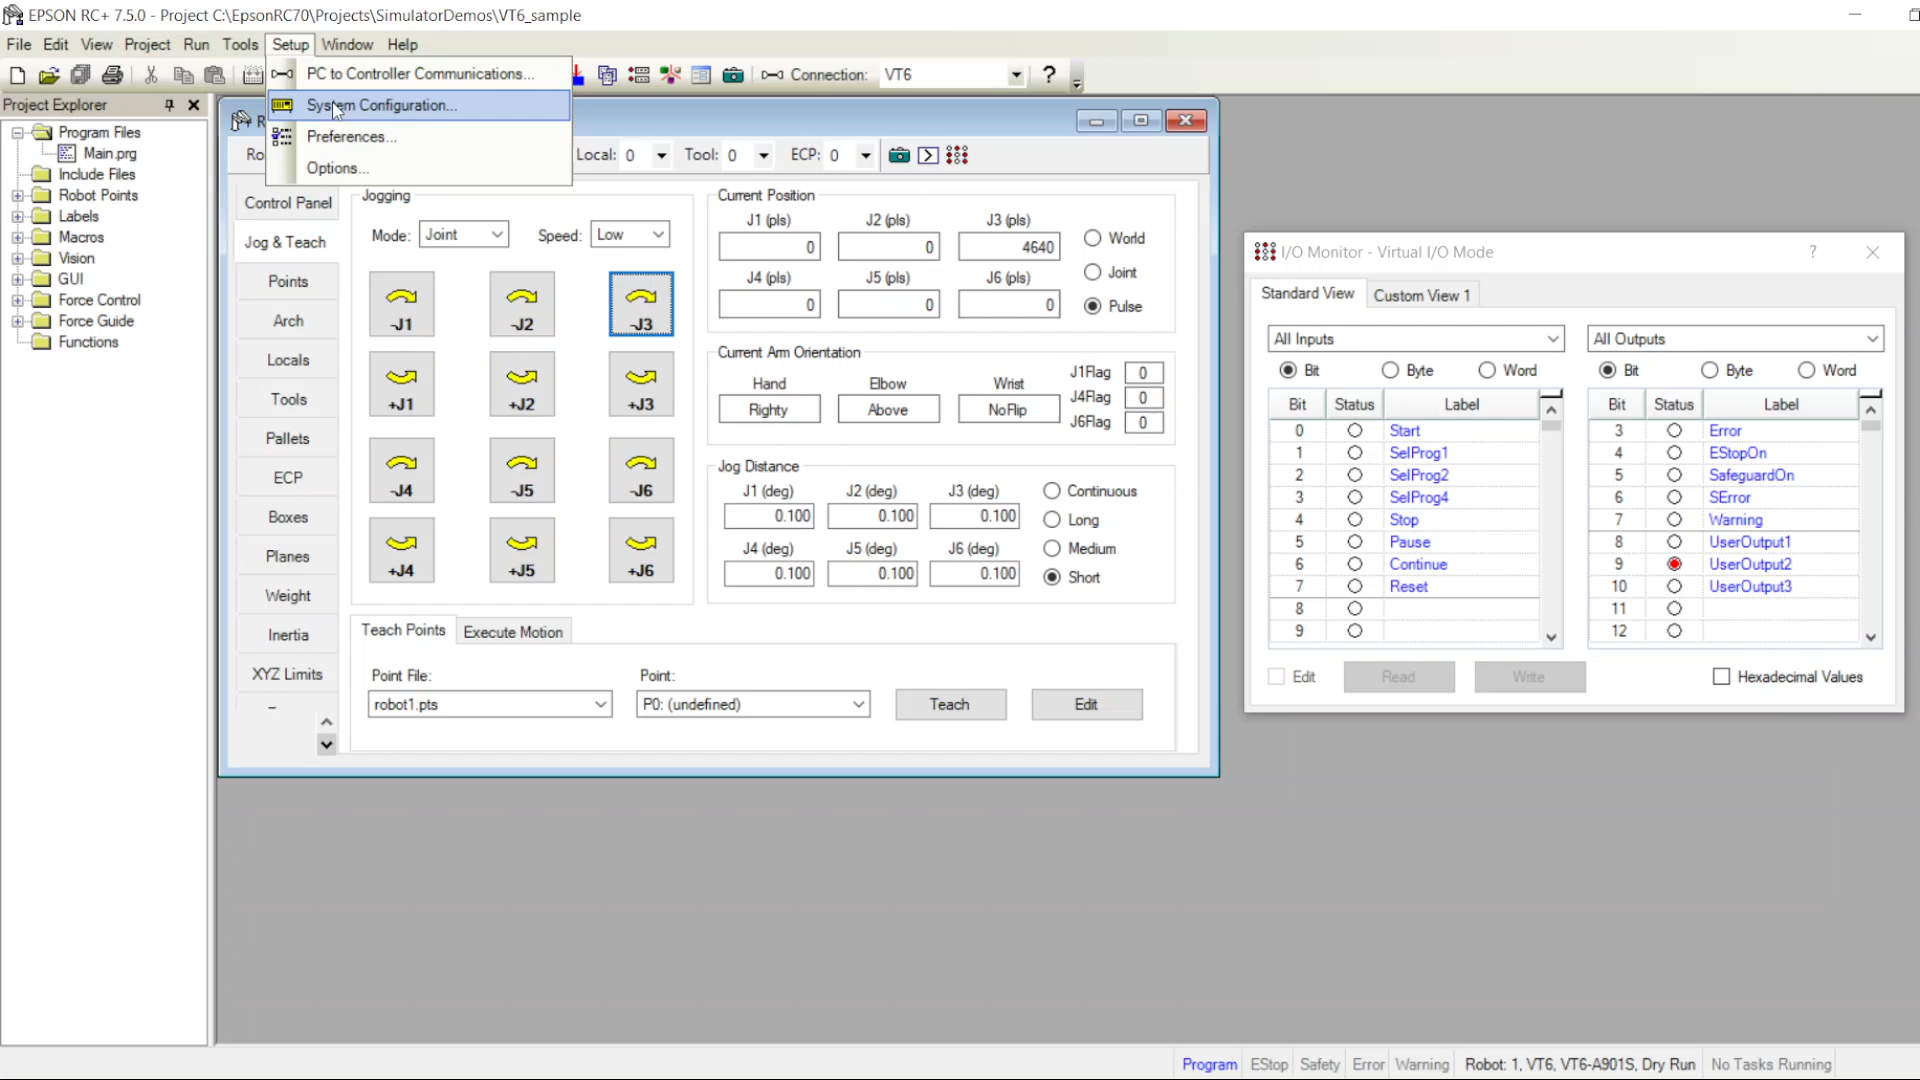 EPSON RC+ 7.5.0 - Project C:\EpsonRC70\Projects\SimulatorDemos\VT6_sample
File Edit View Project Run Tools Setup Window Help
PC to Controller Communications...
System Configuration...
Preferences...
Options...
Connection: VT6
?
Project Explorer
Program Files
Main.prg
Include Files
Robot Points
Labels
Macros
Vision
GUI
Force Control
Force Guide
Functions
R
Ro
Local: 0 Tool: 0 ECP: 0
Control Panel
Jog & Teach
Points
Arch
Locals
Tools
Pallets
ECP
Boxes
Planes
Weight
Inertia
XYZ Limits
Jogging
Mode: Joint Speed: Low
-J1 -J2 -J3
+J1 +J2 +J3
-J4 -J5 -J6
+J4 +J5 +J6
Current Position
J1 (pls) J2 (pls) J3 (pls)
0 0 4640
J4 (pls) J5 (pls) J6 (pls)
0 0 0
World
Joint
Pulse
Current Arm Orientation
Hand Elbow Wrist
Righty Above NoFlip
J1Flag 0
J4Flag 0
J6Flag 0
Jog Distance
J1 (deg) J2 (deg) J3 (deg)
0.100 0.100 0.100
J4 (deg) J5 (deg) J6 (deg)
0.100 0.100 0.100
Continuous
Long
Medium
Short
Teach Points Execute Motion
Point File: Point:
robot1.pts P0: (undefined) Teach Edit
I/O Monitor - Virtual I/O Mode ?
Standard View Custom View 1
All Inputs All Outputs
Bit Byte Word Bit Byte Word
Bit Status Label Bit Status Label
0 Start 3 Error
1 SelProg1 4 EStopOn
2 SelProg2 5 SafeguardOn
3 SelProg4 6 SError
4 Stop 7 Warning
5 Pause 8 UserOutput1
6 Continue 9 UserOutput2
7 Reset 10 UserOutput3
8 11
9 12
Edit Read Write Hexadecimal Values
Program EStop Safety Error Warning Robot: 1, VT6, VT6-A901S, Dry Run No Tasks Running